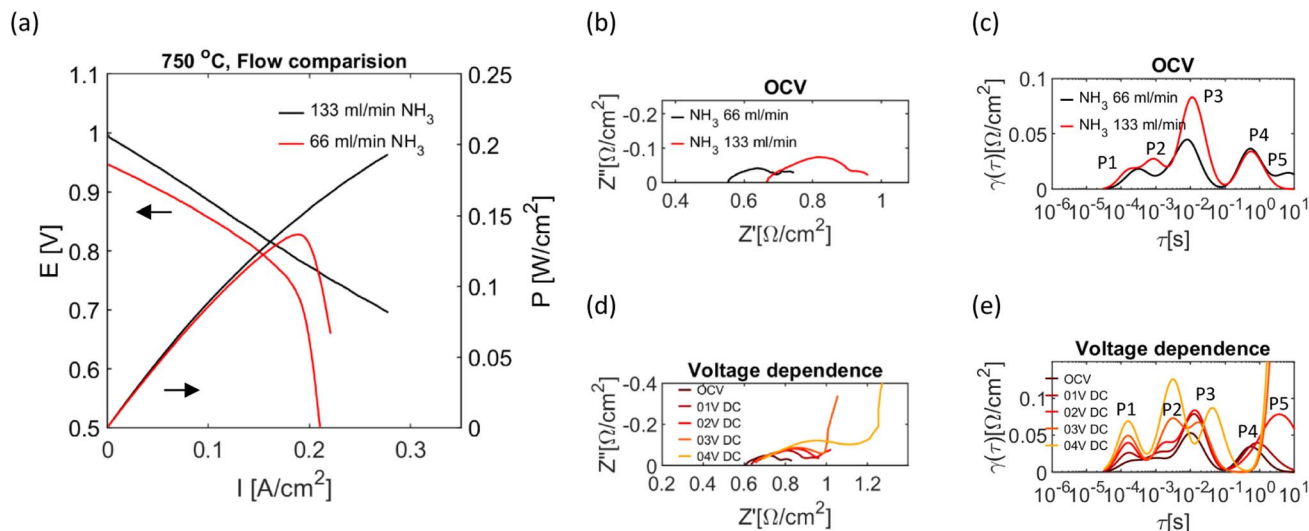 (a)
750 °C, Flow comparision
1.1
1
0.9
0.8
0.7
0.6
0.5
E [V]
0.25
0.2
0.15
0.1
0.05
0
P [W/cm²]
133 ml/min NH₃
66 ml/min NH₃
0 0.1 0.2 0.3
I [A/cm²]
(b)
OCV
-0.2
-0.1
0
Z''[Ω/cm²]
NH₃ 66 ml/min
NH₃ 133 ml/min
0.4 0.6 0.8 1
Z'[Ω/cm²]
(c)
OCV
0.1
0.05
0
γ(τ)[Ω/cm²]
NH₃ 66 ml/min
NH₃ 133 ml/min
P1 P2 P3 P4 P5
10⁻⁶ 10⁻⁵ 10⁻⁴ 10⁻³ 10⁻² 10⁻¹ 10⁰ 10¹
τ[s]
(d)
Voltage dependence
-0.4
-0.2
0
Z''[Ω/cm²]
OCV
01V DC
02V DC
03V DC
04V DC
0.2 0.4 0.6 0.8 1 1.2
Z'[Ω/cm²]
(e)
Voltage dependence
0.1
0.05
0
γ(τ)[Ω/cm²]
OCV
01V DC
02V DC
03V DC
04V DC
P1 P2 P3 P4 P5
10⁻⁶ 10⁻⁵ 10⁻⁴ 10⁻³ 10⁻² 10⁻¹ 10⁰ 10¹
τ[s]